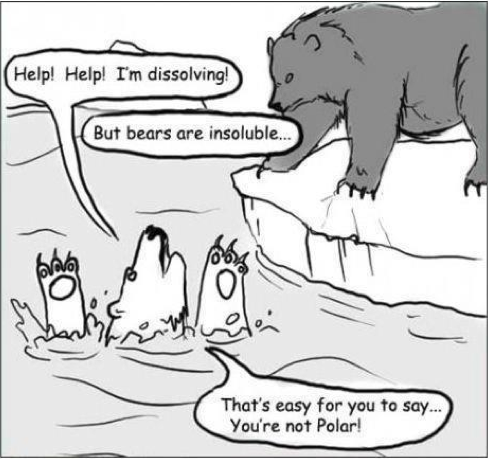 Help! Help! I'm dissolving!
But bears are insoluble...
That's easy for you to say...
You're not Polar!